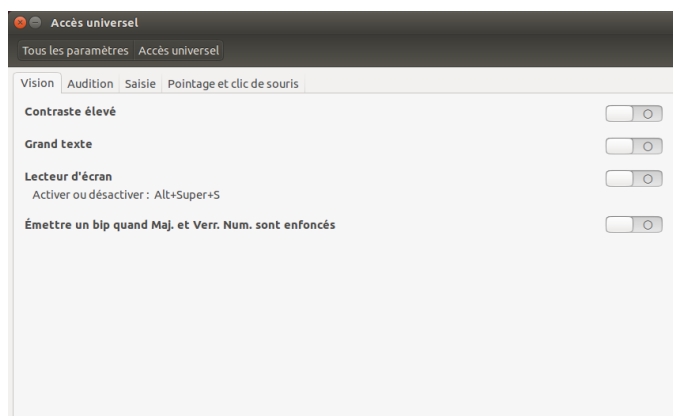 Accès universel
Tous les paramètres Accès universel
Vision Audition Saisie Pointage et clic de souris
Contraste élevé
Grand texte
Lecteur d'écran
Activer ou désactiver : Alt+Super+S
Émettre un bip quand Maj. et Verr. Num. sont enfoncés